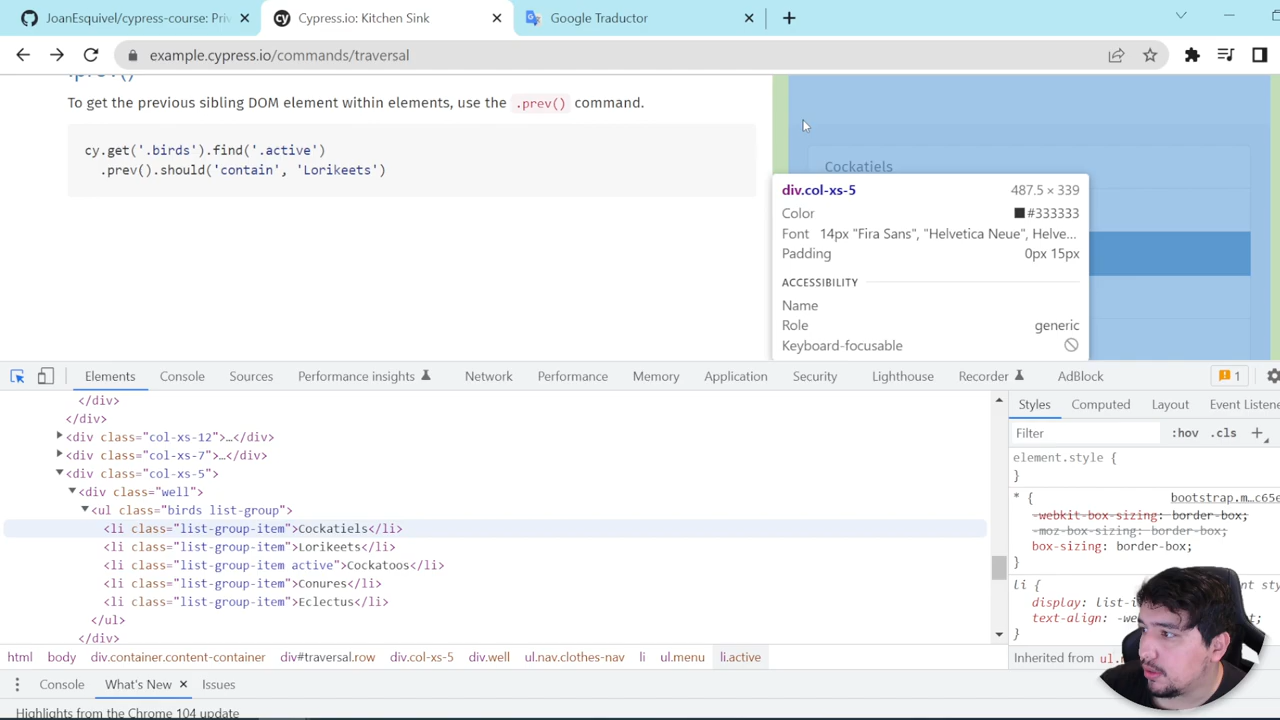 JoanEsquivel/cypress-course: Pri
Cypress.io: Kitchen Sink
Google Traductor
example.cypress.io/commands/traversal
.prev()
To get the previous sibling DOM element within elements, use the .prev() command.
cy.get('.birds').find('.active')
.prev().should('contain', 'Lorikeets')
Cockatiels
div.col-xs-5 487.5 × 339
Color #333333
Font 14px "Fira Sans", "Helvetica Neue", Helve...
Padding 0px 15px
ACCESSIBILITY
Name
Role generic
Keyboard-focusable
Elements Console Sources Performance insights Network Performance Memory Application Security Lighthouse Recorder AdBlock 1
</div>
</div>
<div class="col-xs-12">…</div>
<div class="col-xs-7">…</div>
<div class="col-xs-5">
<div class="well">
<ul class="birds list-group">
<li class="list-group-item">Cockatiels</li>
<li class="list-group-item">Lorikeets</li>
<li class="list-group-item active">Cockatoos</li>
<li class="list-group-item">Conures</li>
<li class="list-group-item">Eclectus</li>
</ul>
</div>
Styles Computed Layout Event Listene
Filter :hov .cls +
element.style {
}
* { bootstrap.m…c65e
-webkit-box-sizing: border-box;
-moz-box-sizing: border-box;
box-sizing: border-box;
}
li { ent sty
display: list-i
text-align: -we t;
}
Inherited from ul.m
html body div.container.content-container div#traversal.row div.col-xs-5 div.well ul.nav.clothes-nav li ul.menu li.active
Console What's New Issues
Highlights from the Chrome 104 update